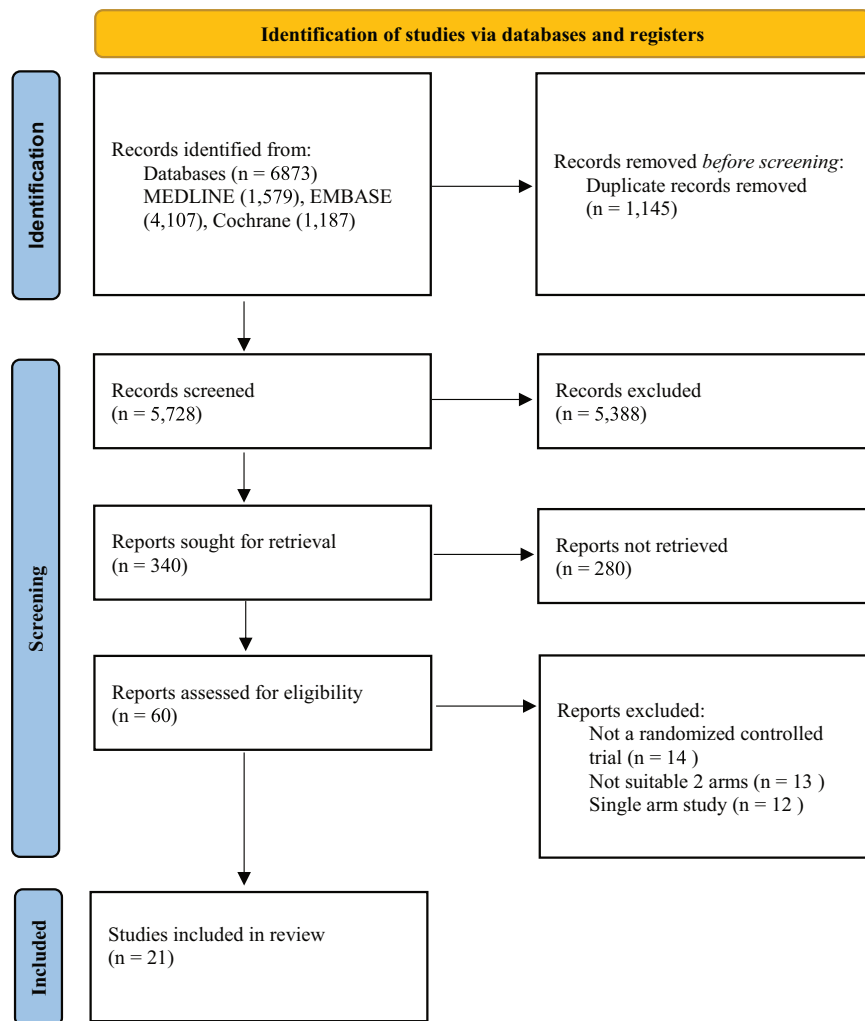 Identification of studies via databases and registers
Identification
Records identified from:
Databases (n = 6873)
MEDLINE (1,579), EMBASE
(4,107), Cochrane (1,187)
Records removed before screening:
Duplicate records removed
(n = 1,145)
Screening
Records screened
(n = 5,728)
Records excluded
(n = 5,388)
Reports sought for retrieval
(n = 340)
Reports not retrieved
(n = 280)
Reports assessed for eligibility
(n = 60)
Reports excluded:
Not a randomized controlled
trial (n = 14 )
Not suitable 2 arms (n = 13 )
Single arm study (n = 12 )
Included
Studies included in review
(n = 21)